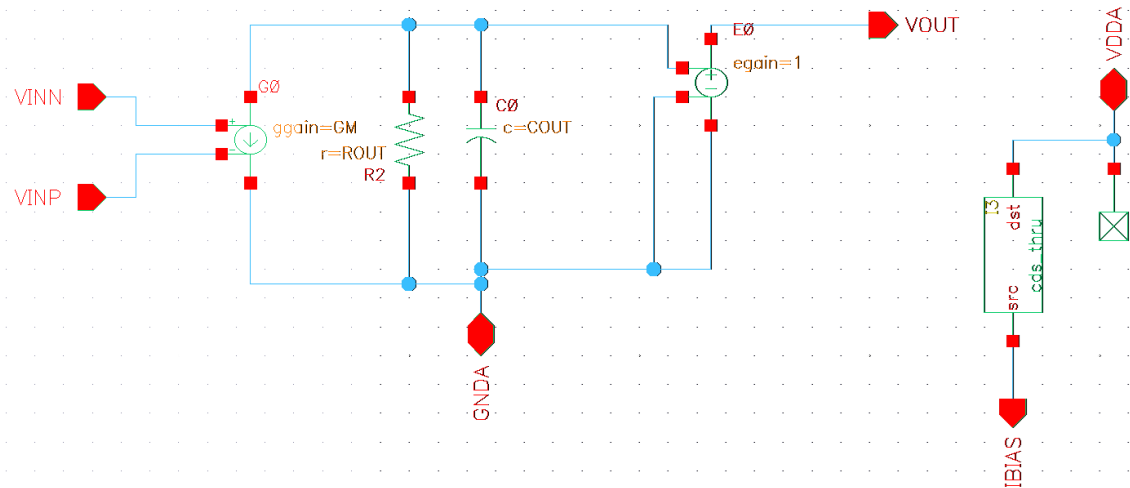 VINN
VINP
G0
+
-
ggain=GM
r=ROUT
R2
C0
c=COUT
GNDA
E0
egain=1
+
-
VOUT
VDDA
I3
dst
cds_thru
src
IBIAS